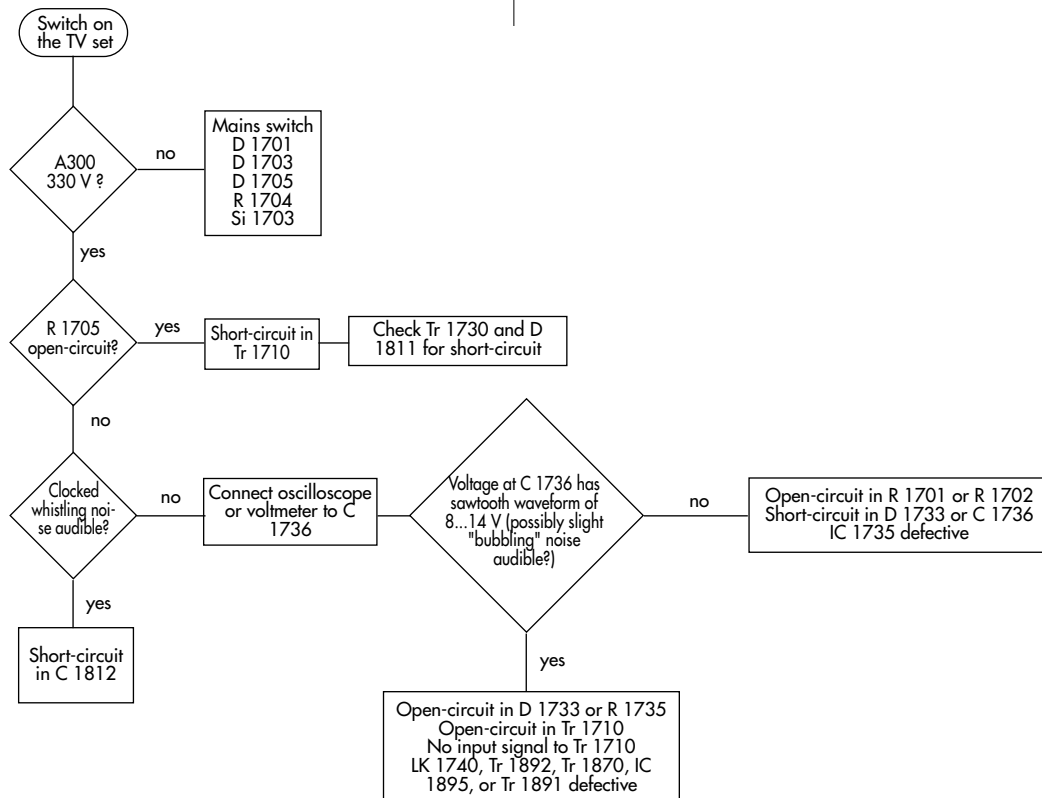 Switch on
the TV set
A300
330 V ?
no
Mains switch
D 1701
D 1703
D 1705
R 1704
Si 1703
yes
R 1705
open-circuit?
yes
Short-circuit in
Tr 1710
Check Tr 1730 and D
1811 for short-circuit
no
Clocked
whistling noi-
se audible?
no
Connect oscilloscope
or voltmeter to C
1736
Voltage at C 1736 has
sawtooth waveform of
8...14 V (possibly slight
"bubbling" noise
audible?)
no
Open-circuit in R 1701 or R 1702
Short-circuit in D 1733 or C 1736
IC 1735 defective
yes
Short-circuit
in C 1812
yes
Open-circuit in D 1733 or R 1735
Open-circuit in Tr 1710
No input signal to Tr 1710
LK 1740, Tr 1892, Tr 1870, IC
1895, or Tr 1891 defective